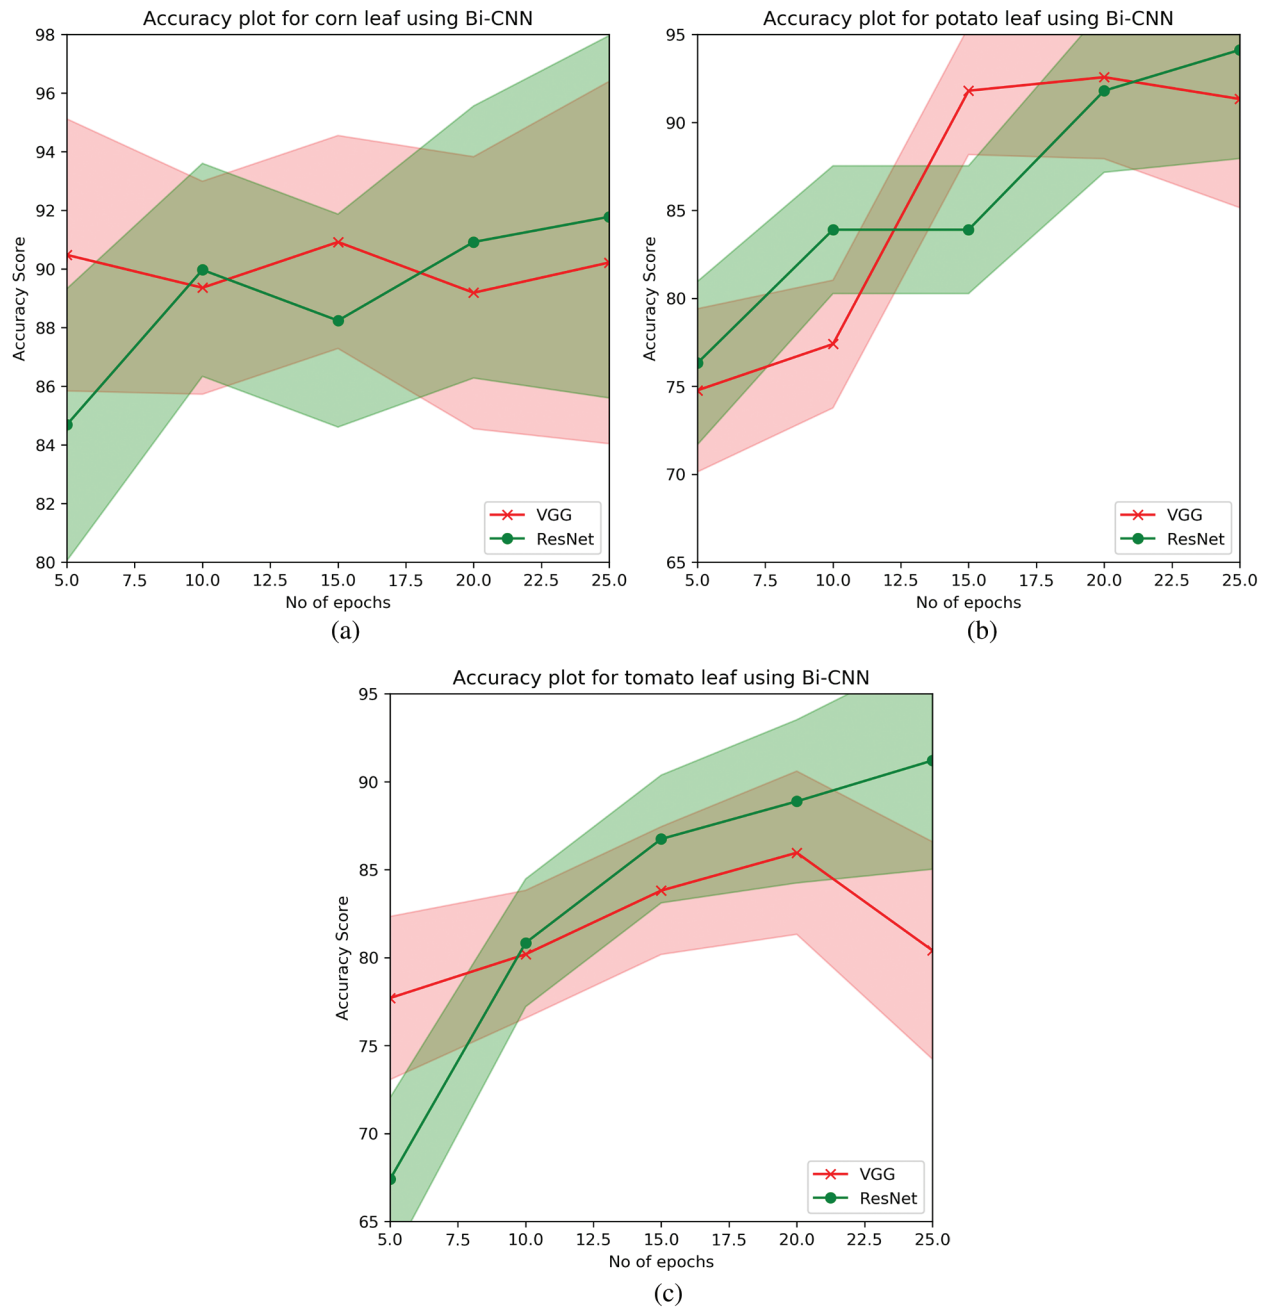 Accuracy plot for corn leaf using Bi-CNN
98
96
94
92
90
88
86
84
82
80
Accuracy Score
VGG
ResNet
5.0 7.5 10.0 12.5 15.0 17.5 20.0 22.5 25.0
No of epochs
(a)
Accuracy plot for potato leaf using Bi-CNN
95
90
85
80
75
70
65
Accuracy Score
VGG
ResNet
5.0 7.5 10.0 12.5 15.0 17.5 20.0 22.5 25.0
No of epochs
(b)
Accuracy plot for tomato leaf using Bi-CNN
95
90
85
80
75
70
65
Accuracy Score
VGG
ResNet
5.0 7.5 10.0 12.5 15.0 17.5 20.0 22.5 25.0
No of epochs
(c)